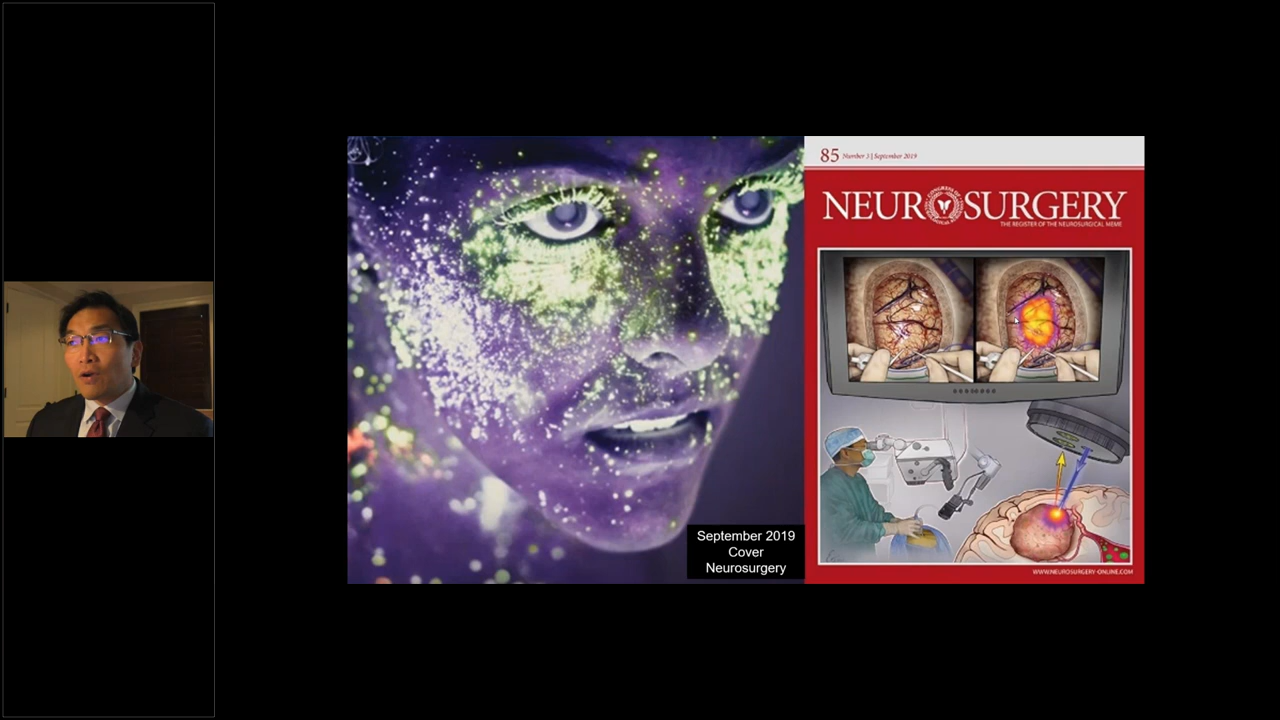 September 2019
Cover
Neurosurgery
85 Number 3 | September 2019
NEUROSURGERY
THE REGISTER OF THE NEUROSURGICAL MEME
WWW.NEUROSURGERY-ONLINE.COM